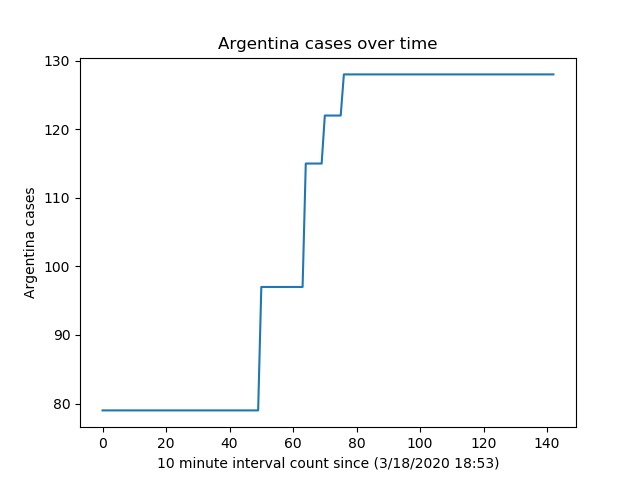 Argentina cases over time
130
120
110
100
90
80
Argentina cases
0 20 40 60 80 100 120 140
10 minute interval count since (3/18/2020 18:53)